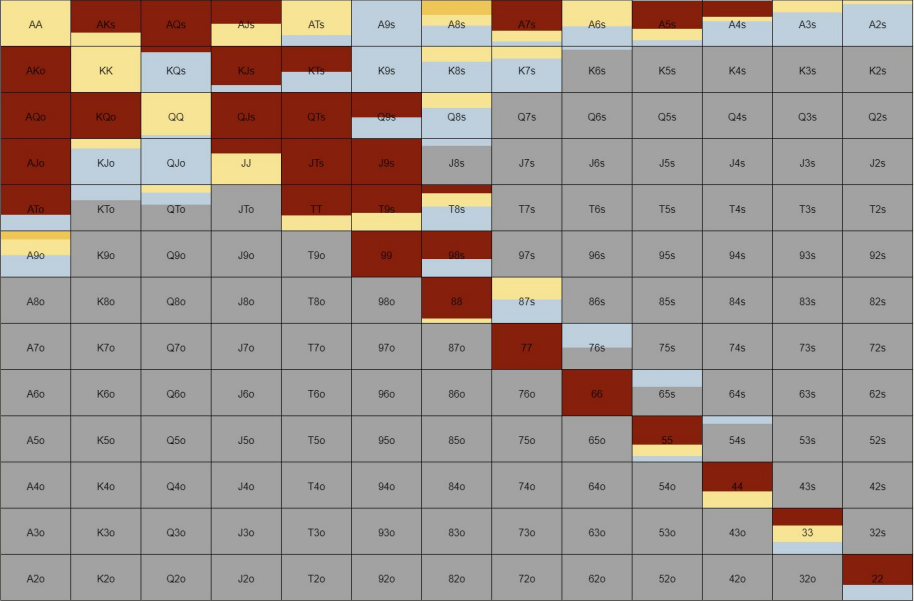 AA AKs AQs AJs ATs A9s A8s A7s A6s A5s A4s A3s A2s
AKo KK KQs KJs KTs K9s K8s K7s K6s K5s K4s K3s K2s
AQo KQo QQ QJs QTs Q9s Q8s Q7s Q6s Q5s Q4s Q3s Q2s
AJo KJo QJo JJ JTs J9s J8s J7s J6s J5s J4s J3s J2s
ATo KTo QTo JTo TT T9s T8s T7s T6s T5s T4s T3s T2s
A9o K9o Q9o J9o T9o 99 98s 97s 96s 95s 94s 93s 92s
A8o K8o Q8o J8o T8o 98o 88 87s 86s 85s 84s 83s 82s
A7o K7o Q7o J7o T7o 97o 87o 77 76s 75s 74s 73s 72s
A6o K6o Q6o J6o T6o 96o 86o 76o 66 65s 64s 63s 62s
A5o K5o Q5o J5o T5o 95o 85o 75o 65o 55 54s 53s 52s
A4o K4o Q4o J4o T4o 94o 84o 74o 64o 54o 44 43s 42s
A3o K3o Q3o J3o T3o 93o 83o 73o 63o 53o 43o 33 32s
A2o K2o Q2o J2o T2o 92o 82o 72o 62o 52o 42o 32o 22